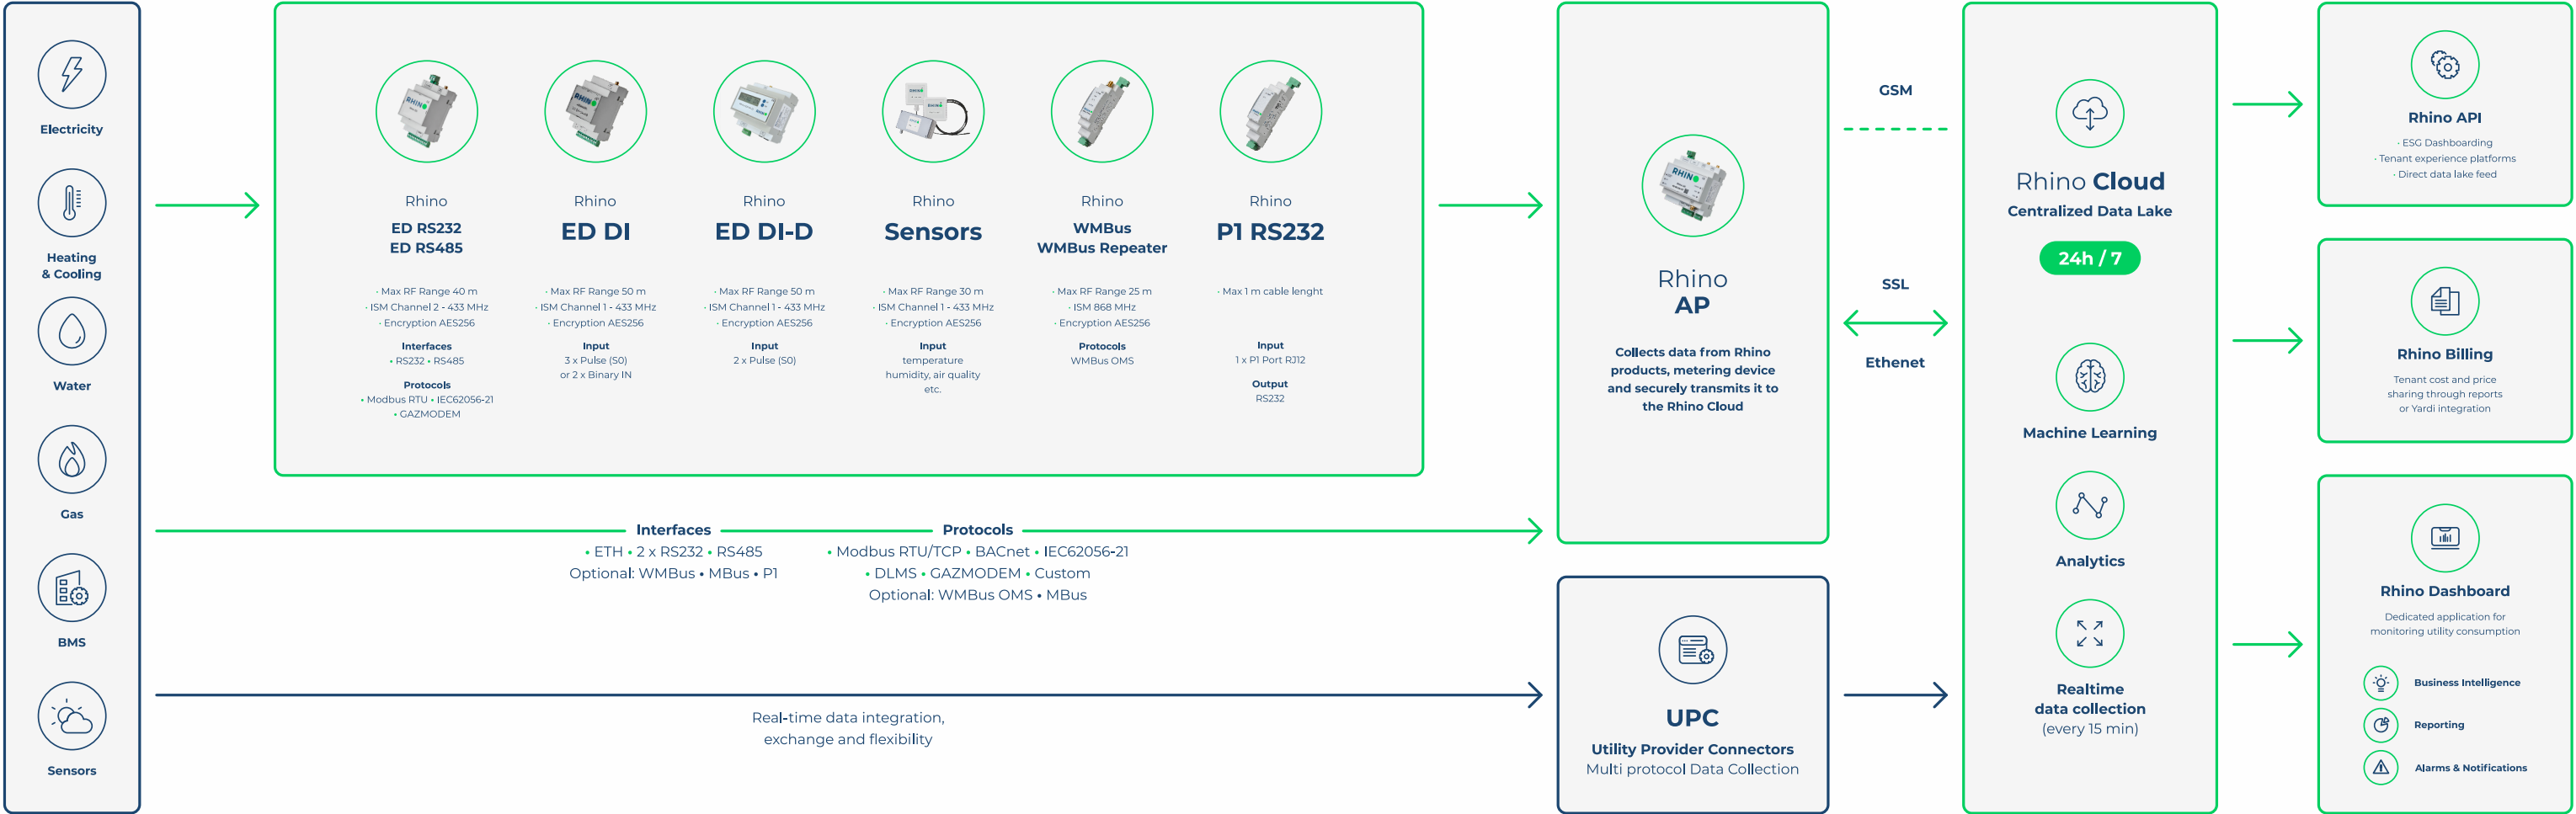 Electricity
Heating
& Cooling
Water
Gas
BMS
Sensors
Rhino
ED RS232
ED RS485
· Max RF Range 40 m
· ISM Channel 2 - 433 MHz
· Encryption AES256
Interfaces
• RS232 • RS485
Protocols
• Modbus RTU • IEC62056-21
• GAZMODEM
Rhino
ED DI
· Max RF Range 50 m
· ISM Channel 1 - 433 MHz
· Encryption AES256
Input
3 x Pulse (S0)
or 2 x Binary IN
Rhino
ED DI-D
· Max RF Range 50 m
· ISM Channel 1 - 433 MHz
· Encryption AES256
Input
2 x Pulse (S0)
Rhino
Sensors
· Max RF Range 30 m
· ISM Channel 1 - 433 MHz
· Encryption AES256
Input
temperature
humidity, air quality
etc.
Rhino
WMBus
WMBus Repeater
· Max RF Range 25 m
· ISM 868 MHz
· Encryption AES256
Protocols
WMBus OMS
Rhino
P1 RS232
· Max 1 m cable lenght
Input
1 x P1 Port RJ12
Output
RS232
Interfaces
• ETH • 2 x RS232 • RS485
Optional: WMBus • MBus • P1
Protocols
• Modbus RTU/TCP • BACnet • IEC62056-21
• DLMS • GAZMODEM • Custom
Optional: WMBus OMS • MBus
Real-time data integration,
exchange and flexibility
RHINO
Rhino
AP
Collects data from Rhino
products, metering device
and securely transmits it to
the Rhino Cloud
UPC
Utility Provider Connectors
Multi protocol Data Collection
GSM
SSL
Ethenet
Rhino Cloud
Centralized Data Lake
24h / 7
Machine Learning
Analytics
Realtime
data collection
(every 15 min)
Rhino API
· ESG Dashboarding
· Tenant experience platforms
· Direct data lake feed
Rhino Billing
Tenant cost and price
sharing through reports
or Yardi integration
Rhino Dashboard
Dedicated application for
monitoring utility consumption
Business Intelligence
Reporting
Alarms & Notifications